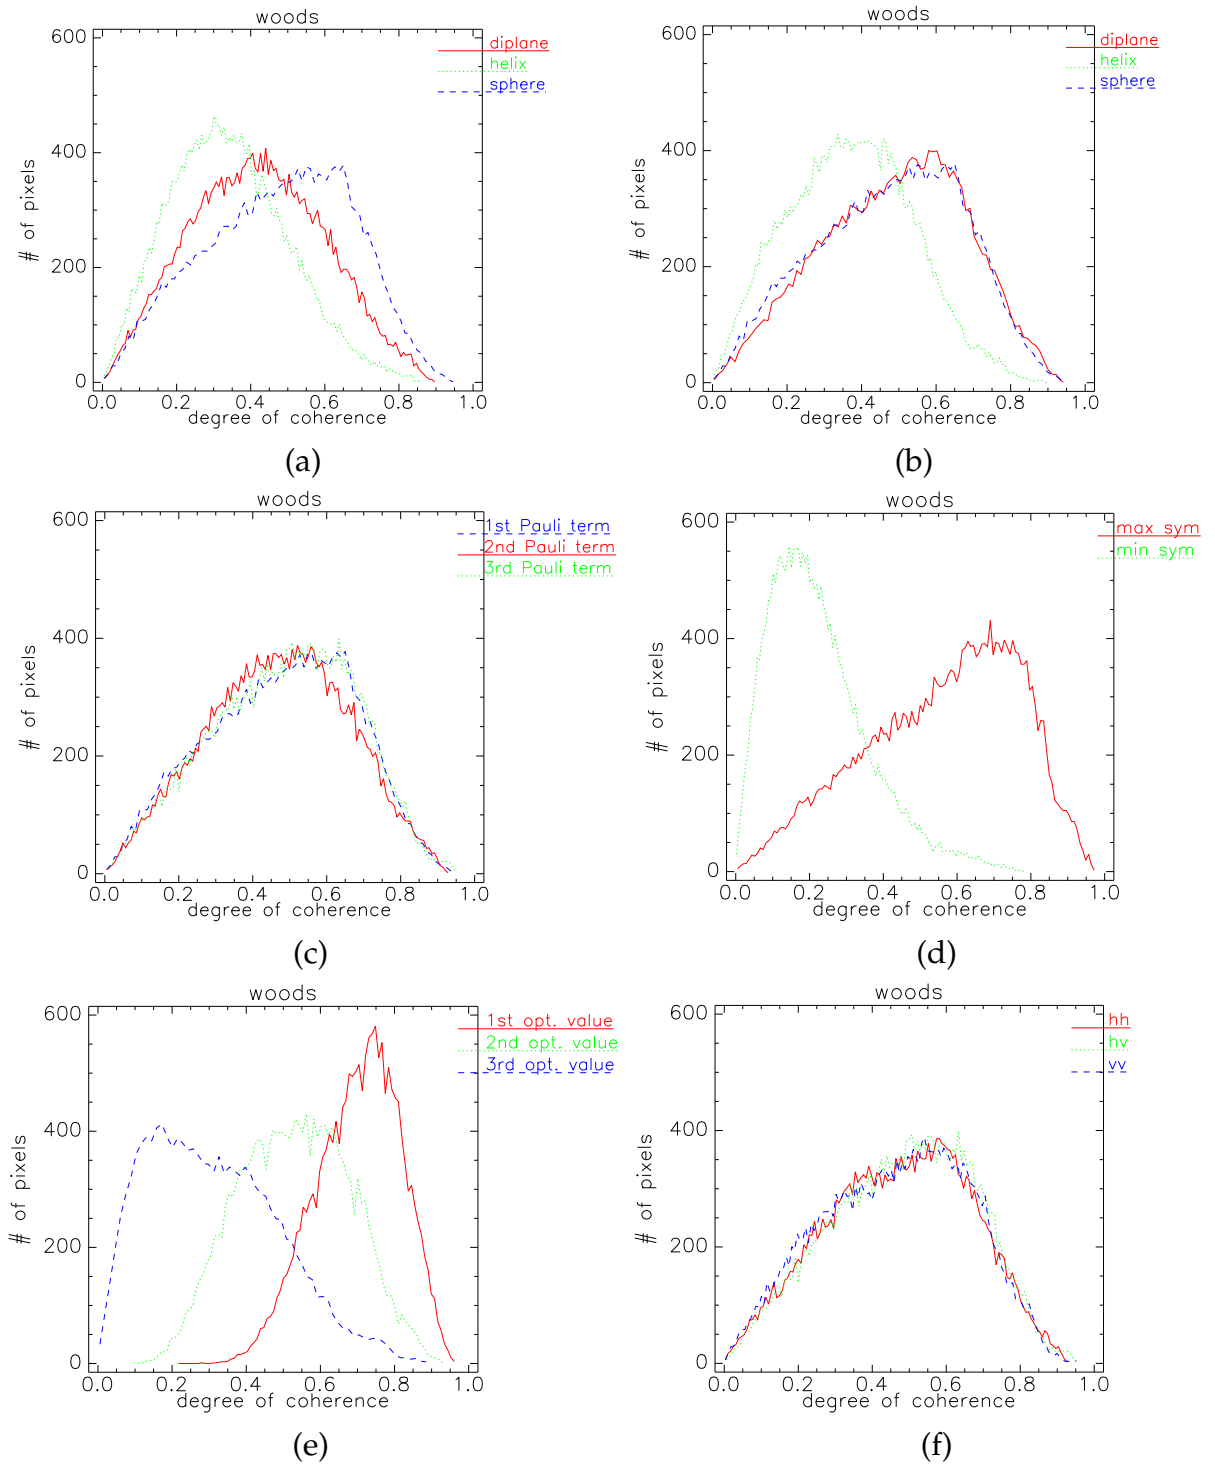 woods
600
400
200
0
# of pixels
diplane
helix
sphere
0.0 0.2 0.4 0.6 0.8 1.0
degree of coherence
(a)
woods
600
400
200
0
# of pixels
diplane
helix
sphere
0.0 0.2 0.4 0.6 0.8 1.0
degree of coherence
(b)
woods
600
400
200
0
# of pixels
1st Pauli term
2nd Pauli term
3rd Pauli term
0.0 0.2 0.4 0.6 0.8 1.0
degree of coherence
(c)
woods
600
400
200
0
# of pixels
max sym
min sym
0.0 0.2 0.4 0.6 0.8 1.0
degree of coherence
(d)
woods
600
400
200
0
# of pixels
1st opt. value
2nd opt. value
3rd opt. value
0.0 0.2 0.4 0.6 0.8 1.0
degree of coherence
(e)
woods
600
400
200
0
# of pixels
hh
hv
vv
0.0 0.2 0.4 0.6 0.8 1.0
degree of coherence
(f)